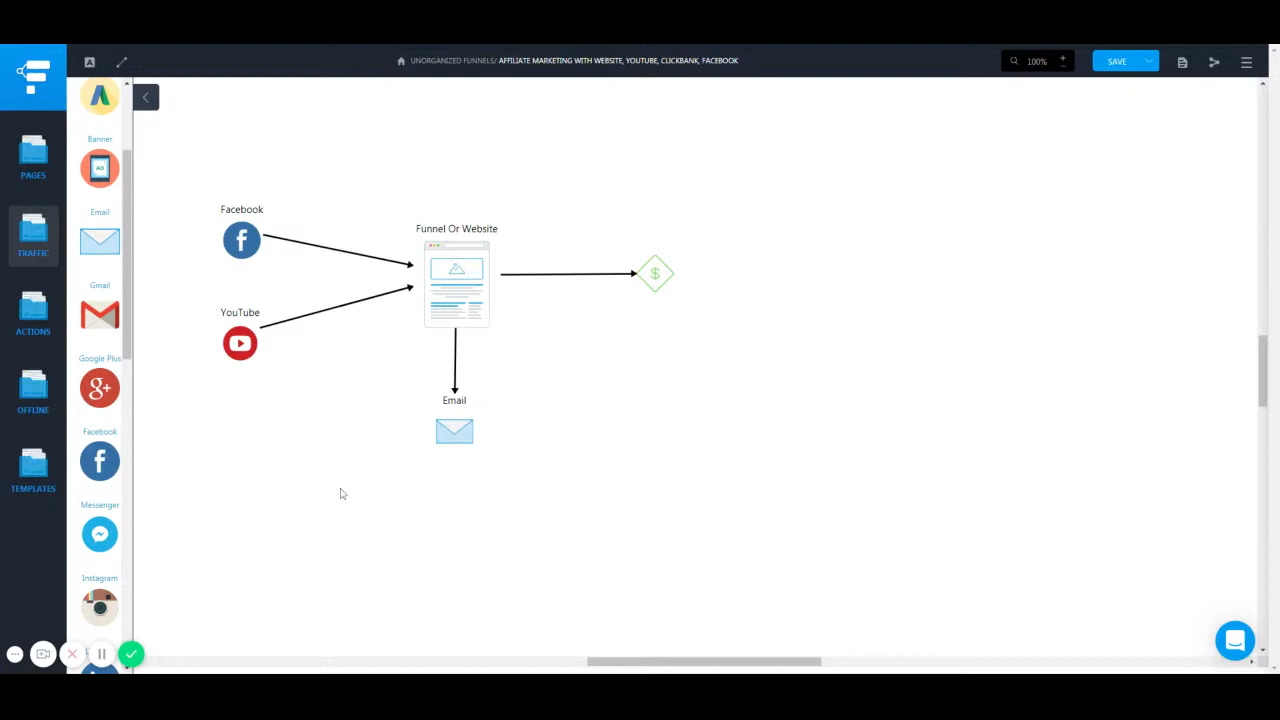 UNORGANIZED FUNNELS/ AFFILIATE MARKETING WITH WEBSITE, YOUTUBE, CLICKBANK, FACEBOOK
100%
SAVE
PAGES
TRAFFIC
ACTIONS
OFFLINE
TEMPLATES
Banner
AD
Email
Gmail
Google Plus
Facebook
Messenger
Instagram
Facebook
YouTube
Funnel Or Website
$
Email